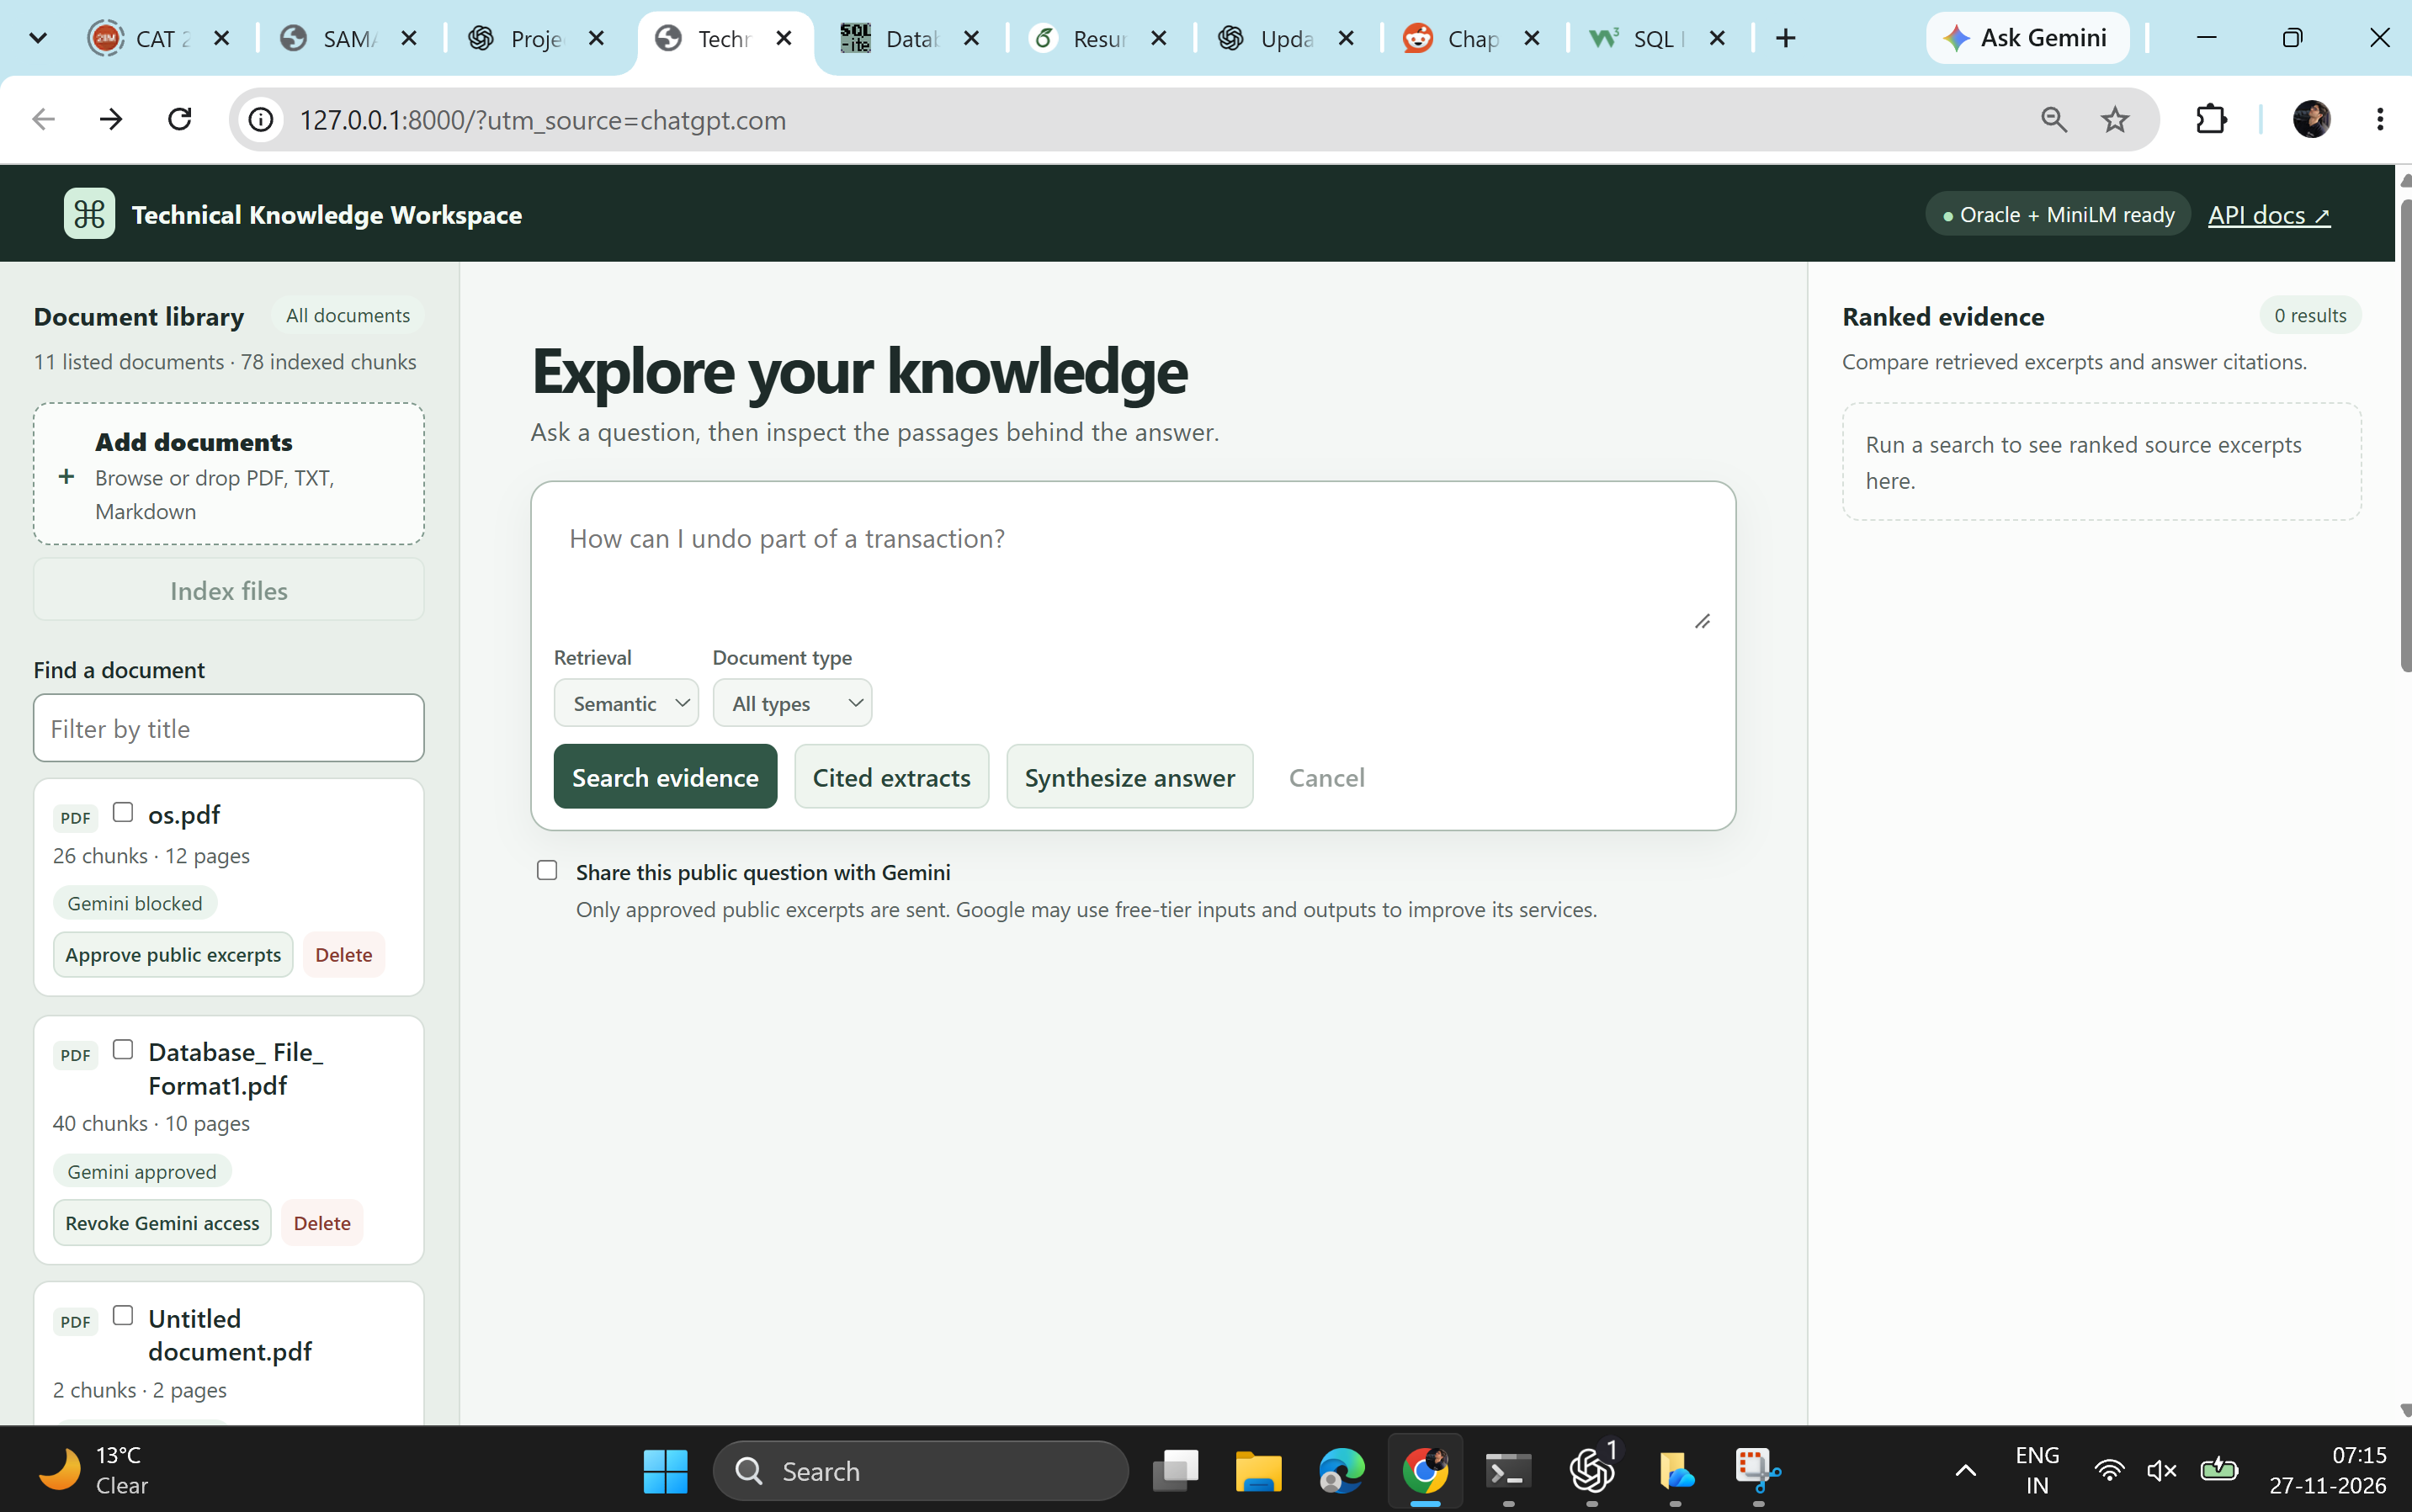 CAT 2
SAMA
Proje
Techn
Datab
Resum
Upda
Chap
SQL I
Ask Gemini
127.0.0.1:8000/?utm_source=chatgpt.com
⌘ Technical Knowledge Workspace
Oracle + MiniLM ready
API docs ↗
Document library
All documents
11 listed documents · 78 indexed chunks
+ Add documents
Browse or drop PDF, TXT,
Markdown
Index files
Find a document
Filter by title
PDF os.pdf
26 chunks · 12 pages
Gemini blocked
Approve public excerpts
Delete
PDF Database_ File_
Format1.pdf
40 chunks · 10 pages
Gemini approved
Revoke Gemini access
Delete
PDF Untitled
document.pdf
2 chunks · 2 pages
Explore your knowledge
Ask a question, then inspect the passages behind the answer.
How can I undo part of a transaction?
Retrieval
Document type
Semantic
All types
Search evidence
Cited extracts
Synthesize answer
Cancel
Share this public question with Gemini
Only approved public excerpts are sent. Google may use free-tier inputs and outputs to improve its services.
Ranked evidence
0 results
Compare retrieved excerpts and answer citations.
Run a search to see ranked source excerpts
here.
13°C
Clear
Search
1
ENG
IN
07:15
27-11-2026